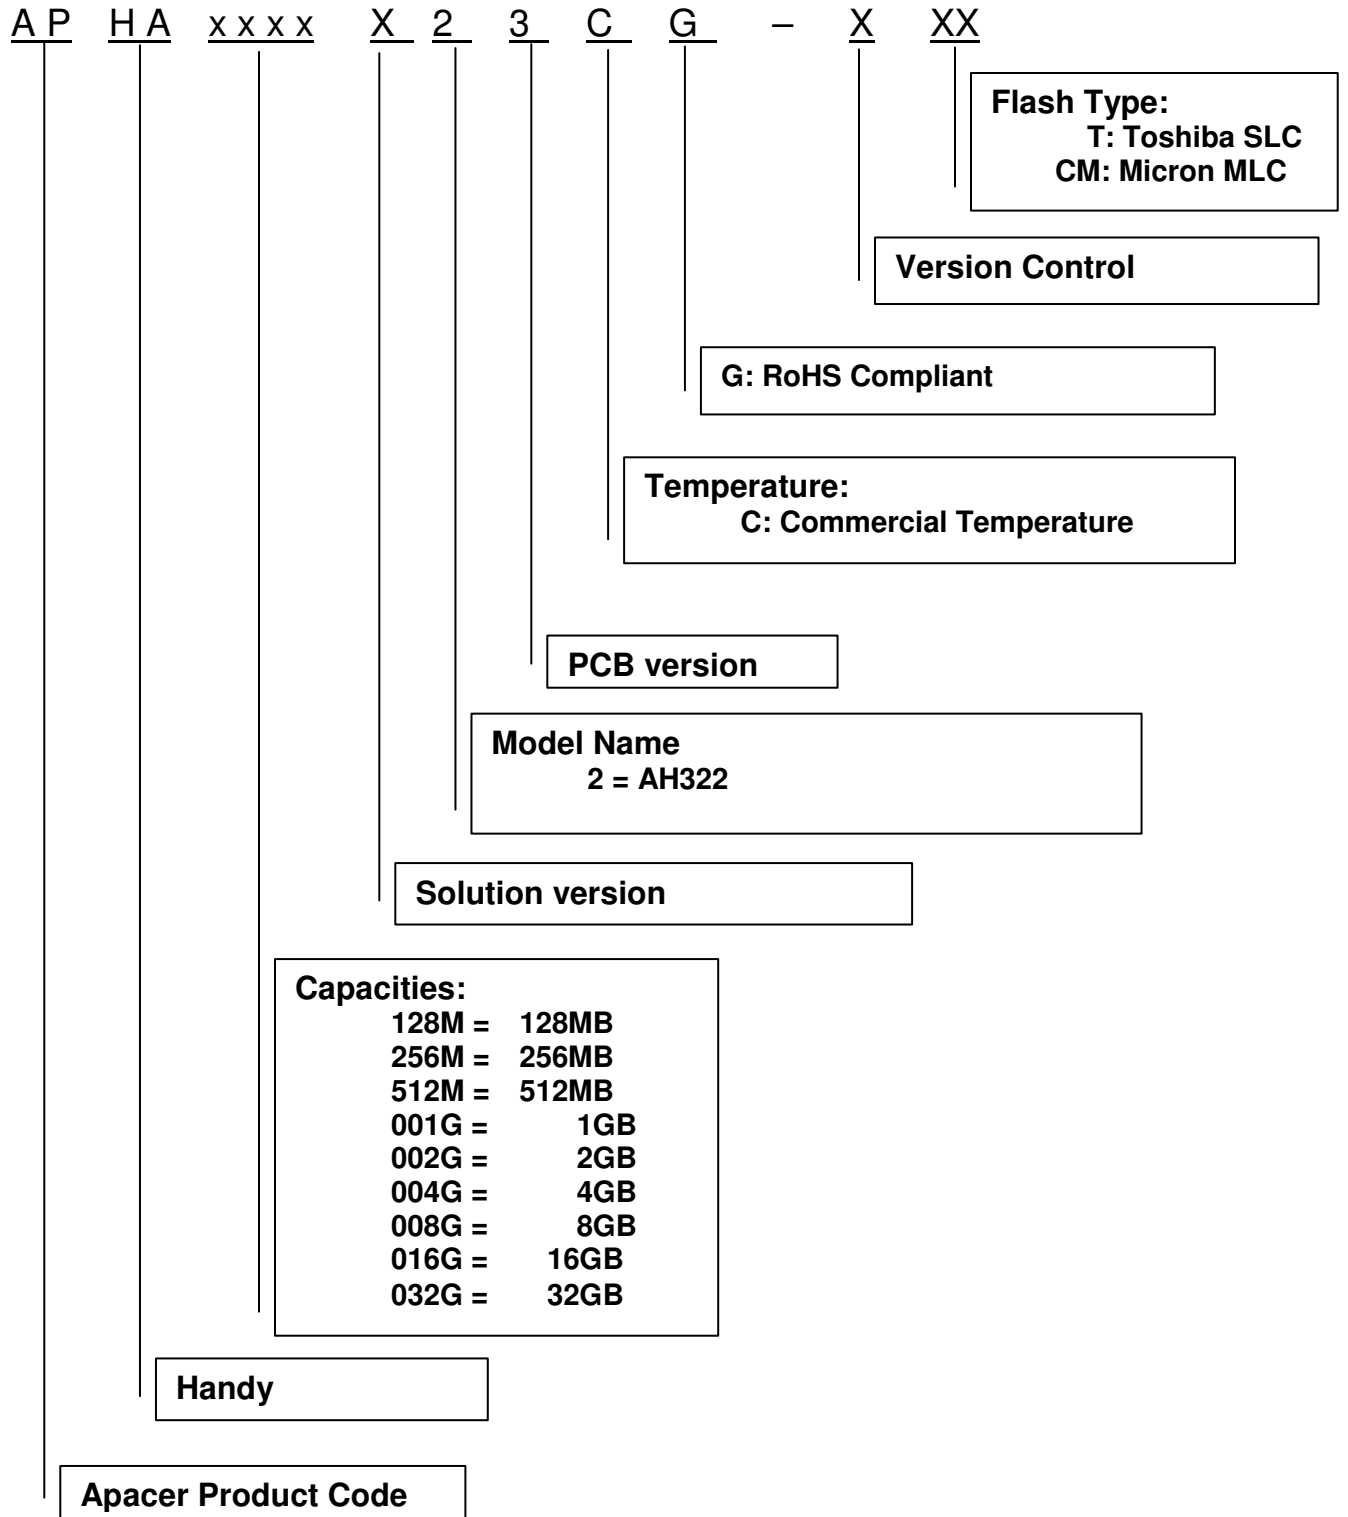 A P H A x x x x X 2 3 C G – X XX
Flash Type:
T: Toshiba SLC
CM: Micron MLC
Version Control
G: RoHS Compliant
Temperature:
C: Commercial Temperature
PCB version
Model Name
2 = AH322
Solution version
Capacities:
128M = 128MB
256M = 256MB
512M = 512MB
001G = 1GB
002G = 2GB
004G = 4GB
008G = 8GB
016G = 16GB
032G = 32GB
Handy
Apacer Product Code